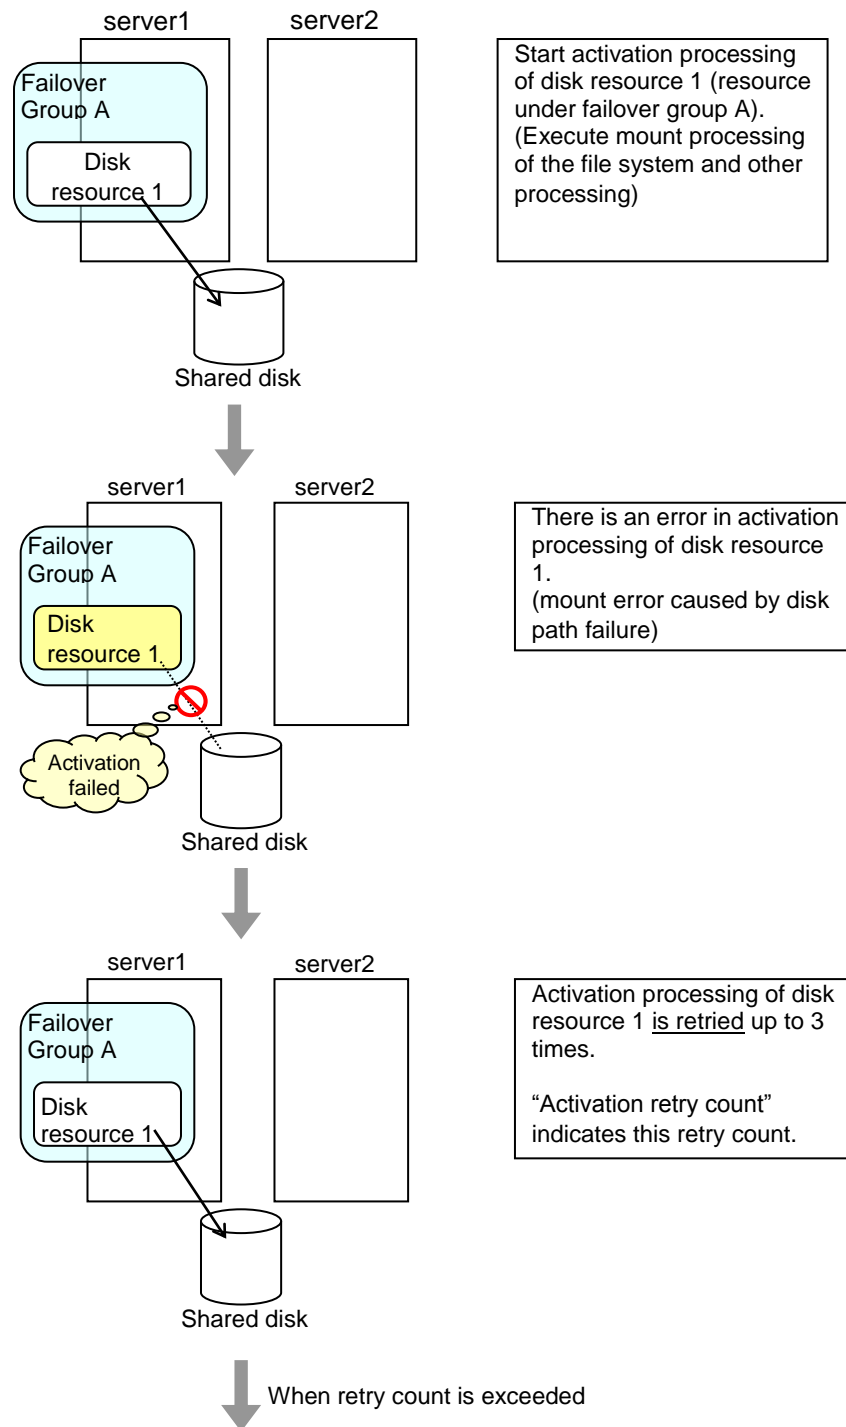 server1
server2
Failover
Group A
Disk
resource 1
Shared disk
Start activation processing
of disk resource 1 (resource
under failover group A).
(Execute mount processing
of the file system and other
processing)
server1
server2
Failover
Group A
Disk
resource 1
Activation
failed
Shared disk
There is an error in activation
processing of disk resource
1.
(mount error caused by disk
path failure)
server1
server2
Failover
Group A
Disk
resource 1
Shared disk
Activation processing of disk
resource 1 is retried up to 3
times.
“Activation retry count”
indicates this retry count.
When retry count is exceeded